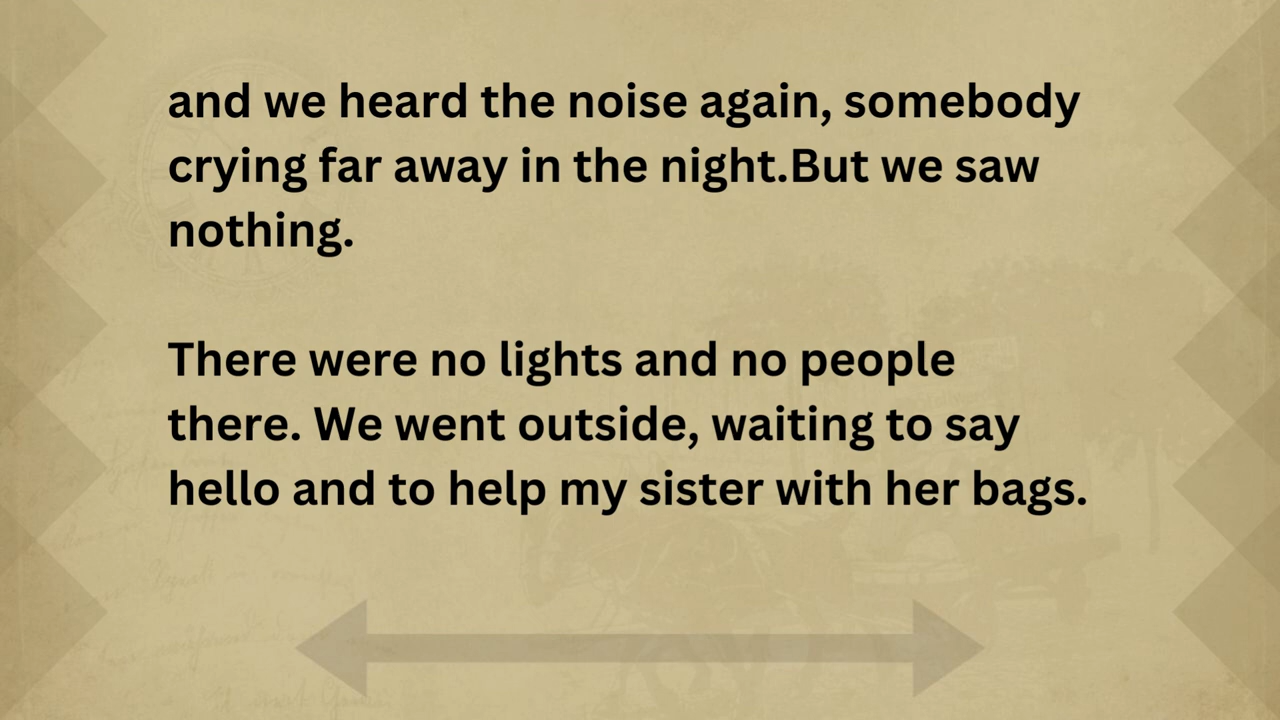 and we heard the noise again, somebody
crying far away in the night.But we saw
nothing.
There were no lights and no people
there. We went outside, waiting to say
hello and to help my sister with her bags.